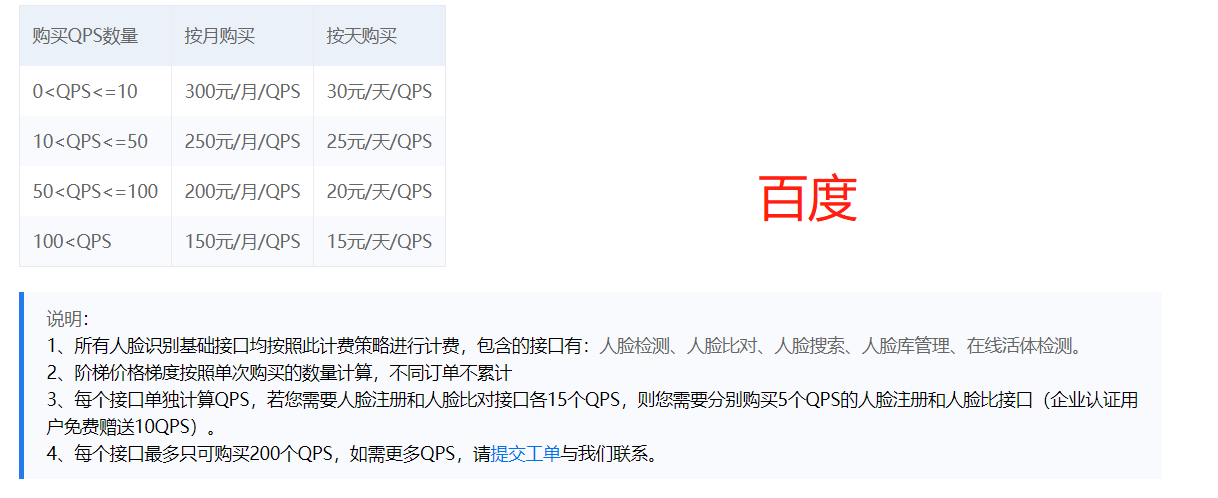 购买QPS数量 按月购买 按天购买
0<QPS<=10 300元/月/QPS 30元/天/QPS
10<QPS<=50 250元/月/QPS 25元/天/QPS
50<QPS<=100 200元/月/QPS 20元/天/QPS
100<QPS 150元/月/QPS 15元/天/QPS
百度
说明：
1、所有人脸识别基础接口均按照此计费策略进行计费，包含的接口有：人脸检测、人脸比对、人脸搜索、人脸库管理、在线活体检测。
2、阶梯价格梯度按照单次购买的数量计算，不同订单不累计
3、每个接口单独计算QPS，若您需要人脸注册和人脸比对接口各15个QPS，则您需要分别购买5个QPS的人脸注册和人脸比接口（企业认证用
户免费赠送10QPS）。
4、每个接口最多只可购买200个QPS，如需更多QPS，请提交工单与我们联系。